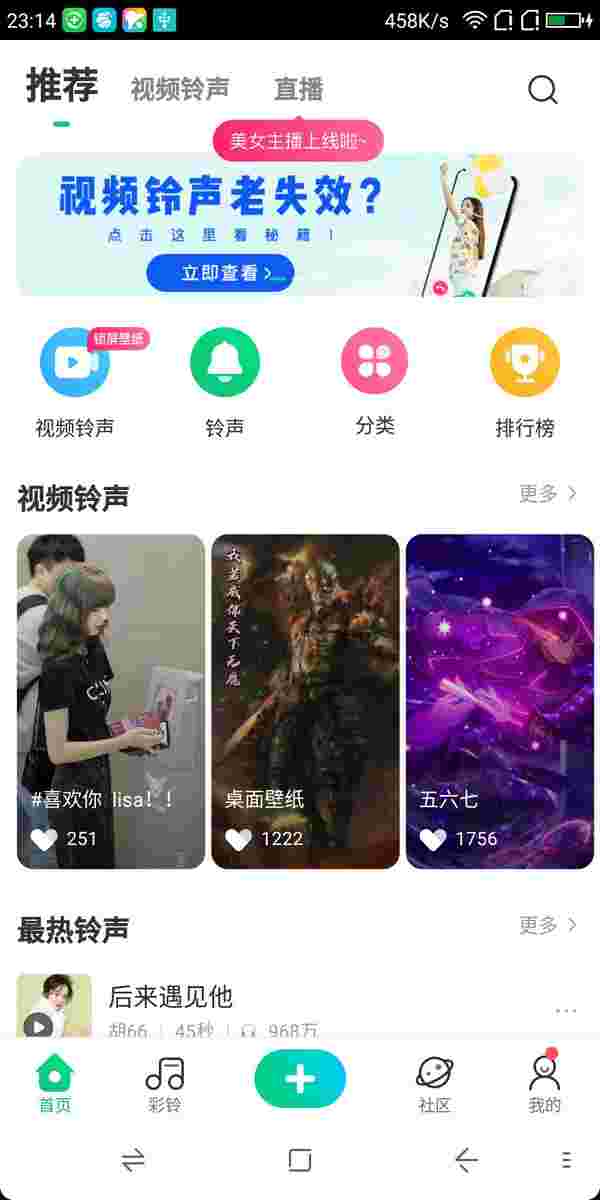 23:14
458K/s
推荐 视频铃声 直播
美女主播上线啦~
视频铃声老失效？
点击这里看秘籍！
立即查看
锁屏壁纸
视频铃声 铃声 分类 排行榜
视频铃声 更多
我若成你天下无魔
#喜欢你 lisa！！ 桌面壁纸 五六七
251 1222 1756
最热铃声 更多
后来遇见他
胡66 45秒 968万
首页 彩铃 社区 我的